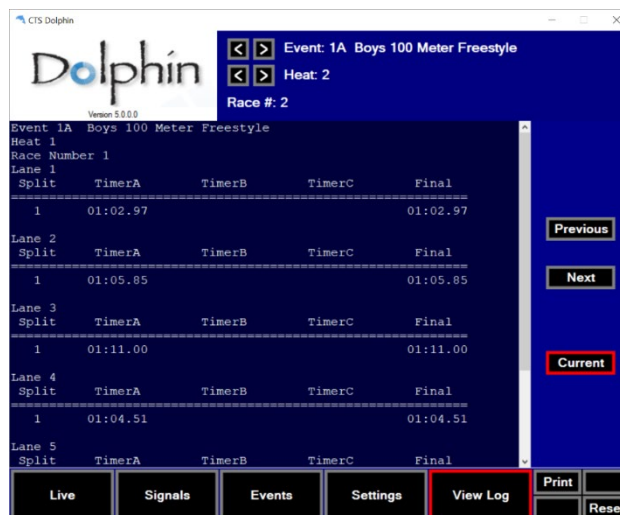 CTS Dolphin
Dolphin
Version 5.0.0.0
< > Event: 1A Boys 100 Meter Freestyle
< > Heat: 2
Race #: 2
Event 1A Boys 100 Meter Freestyle
Heat 1
Race Number 1
Lane 1
Split TimerA TimerB TimerC Final
==================================================
1 01:02.97 01:02.97
Lane 2
Split TimerA TimerB TimerC Final
==================================================
1 01:05.85 01:05.85
Lane 3
Split TimerA TimerB TimerC Final
==================================================
1 01:11.00 01:11.00
Lane 4
Split TimerA TimerB TimerC Final
==================================================
1 01:04.51 01:04.51
Lane 5
Split TimerA TimerB TimerC Final
Previous
Next
Current
Live Signals Events Settings View Log Print
Rese